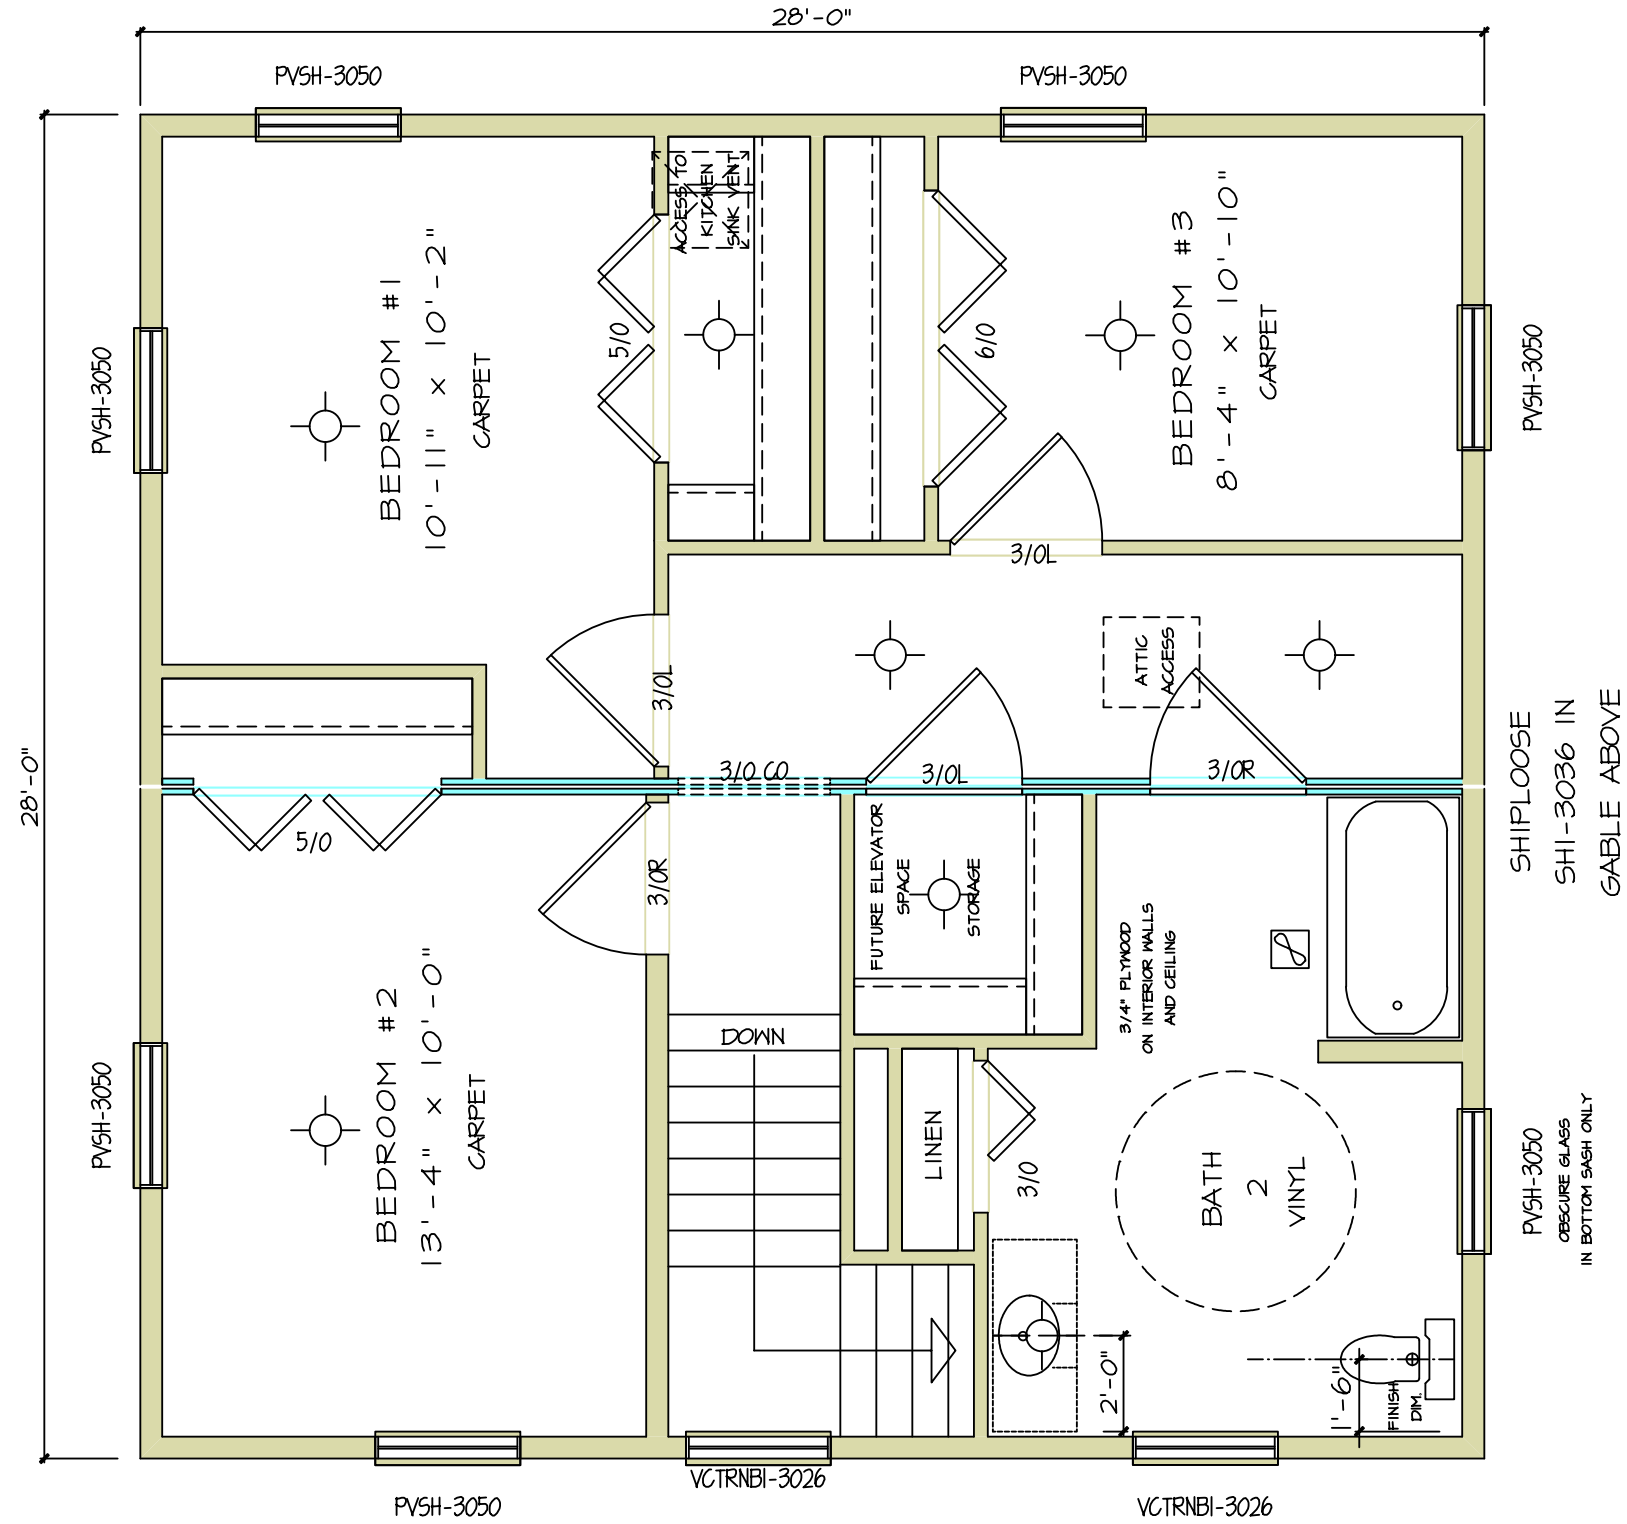 28'-0"
PVSH-3050
PVSH-3050
28'-0"
PVSH-3050
BEDROOM #1
10'-11" x 10'-2"
CARPET
5/0
ACCESS TO
KITCHEN
SINK VENT
6/0
BEDROOM #3
8'-4" x 10'-10"
CARPET
PVSH-3050
3/0L
3/0L
ATTIC
ACCESS
3/0 CO
3/0L
3/0R
SHIPLOOSE
SHI-3036 IN
GABLE ABOVE
5/0
3/0R
FUTURE ELEVATOR
SPACE
STORAGE
3/4" PLYWOOD
ON INTERIOR WALLS
AND CEILING
PVSH-3050
BEDROOM #2
13'-4" x 10'-0"
CARPET
DOWN
LINEN
3/0
BATH
2
VINYL
PVSH-3050
OBSCURE GLASS
IN BOTTOM SASH ONLY
2'-0"
1'-6"
FINISH
DIM.
PVSH-3050
VCTRNBI-3026
VCTRNBI-3026